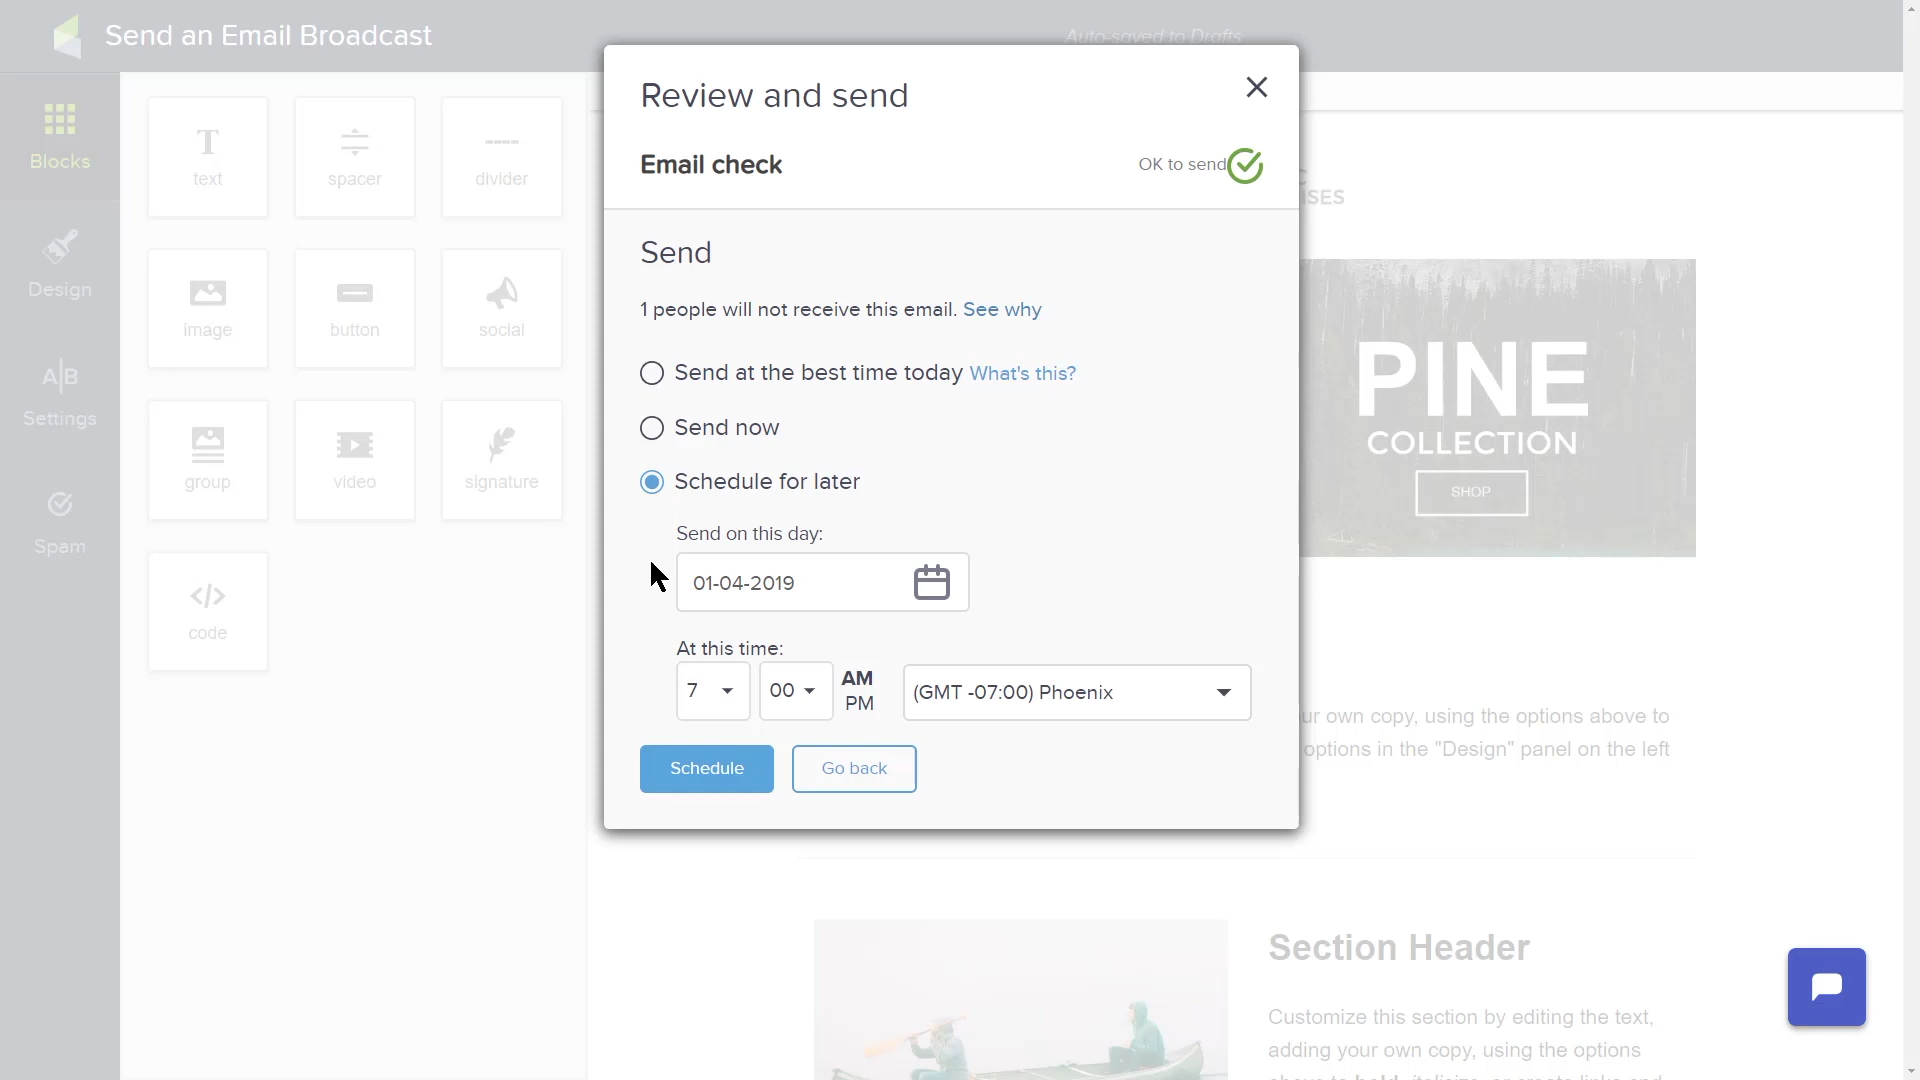 Send an Email Broadcast
Auto-saved to Drafts
Review and send
Email check
OK to send
Blocks
Design
A|B
Settings
Spam
T
text
spacer
divider
image
button
social
group
video
signature
</>
code
Send
1 people will not receive this email. See why
Send at the best time today What's this?
Send now
Schedule for later
Send on this day:
01-04-2019
At this time:
7
00
AM
PM
(GMT -07:00) Phoenix
Schedule
Go back
PINE
COLLECTION
SHOP
ur own copy, using the options above to
options in the "Design" panel on the left
Section Header
Customize this section by editing the text,
adding your own copy, using the options